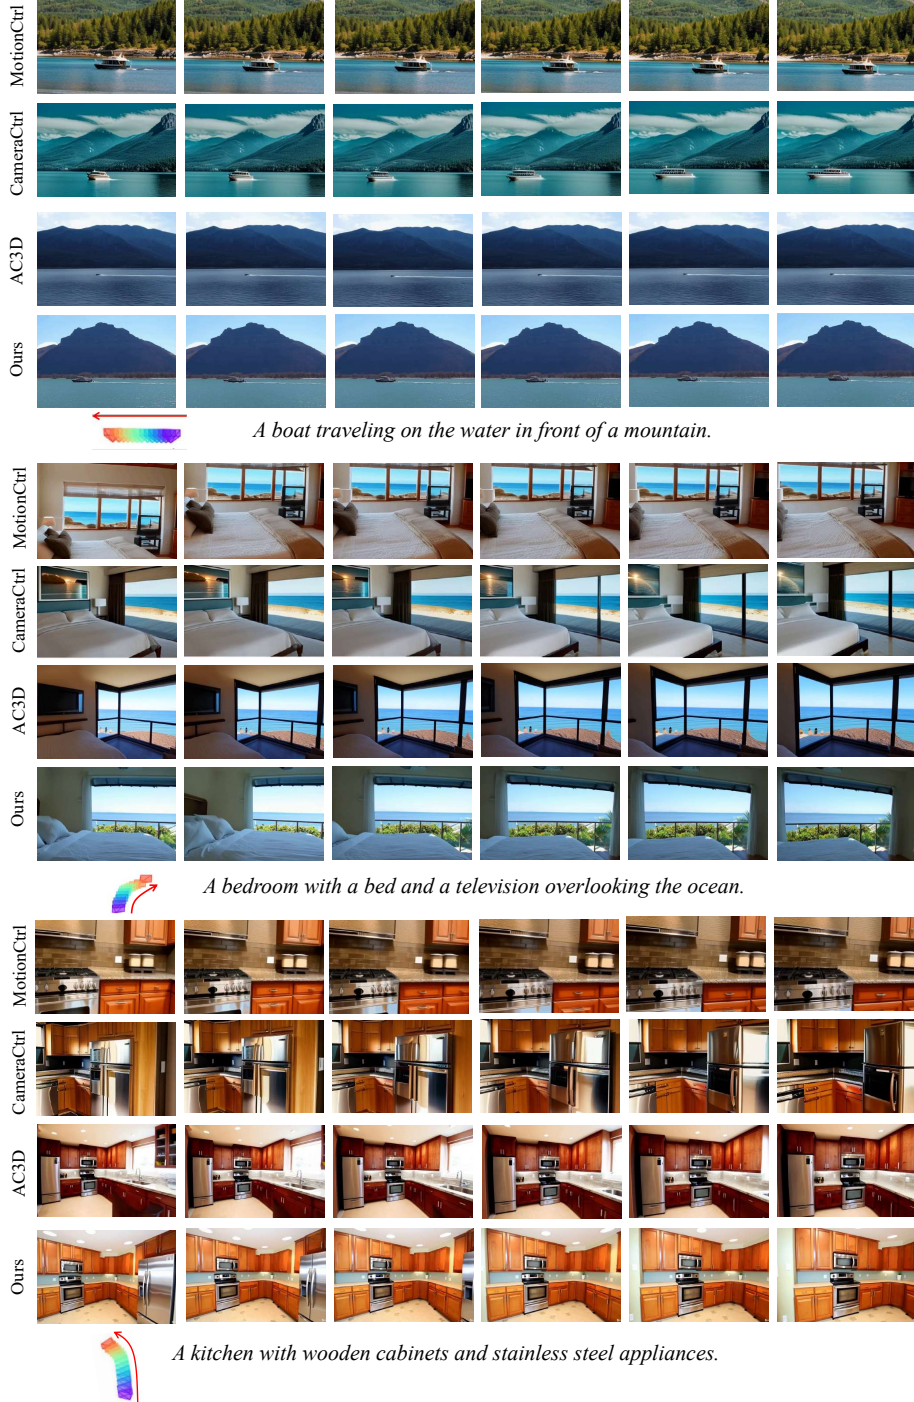 MotionCtrl
CameraCtrl
AC3D
Ours
A boat traveling on the water in front of a mountain.
MotionCtrl
CameraCtrl
AC3D
Ours
A bedroom with a bed and a television overlooking the ocean.
MotionCtrl
CameraCtrl
AC3D
Ours
A kitchen with wooden cabinets and stainless steel appliances.